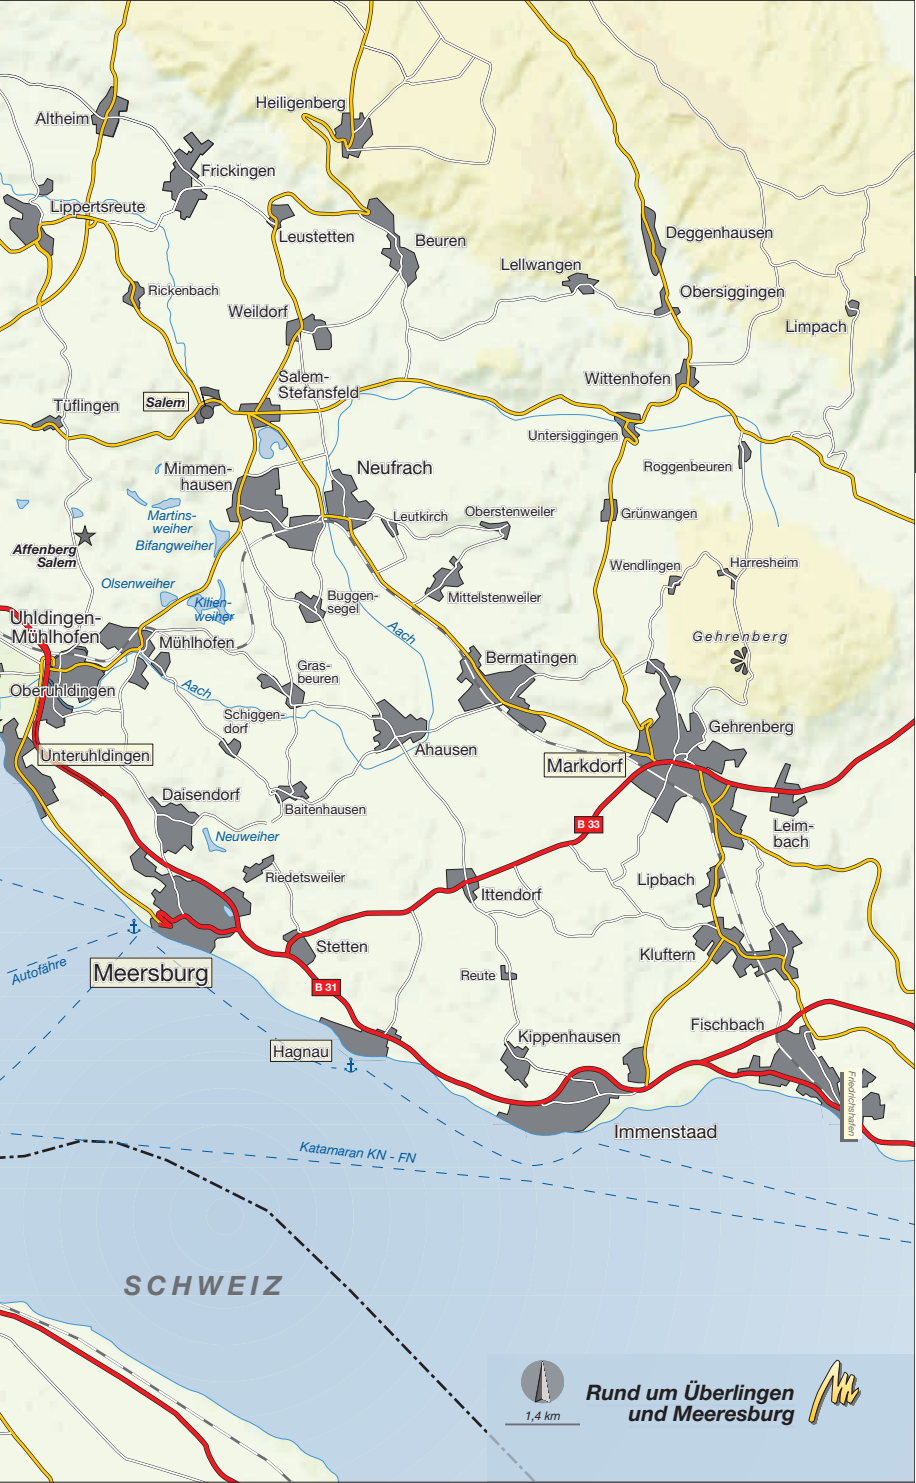 Heiligenberg
Altheim
Frickingen
Lippertsreute
Leustetten
Beuren
Deggenhausen
Lellwangen
Rickenbach
Obersiggingen
Weildorf
Limpach
Salem-
Stefansfeld
Wittenhofen
Salem
Tüflingen
Untersiggingen
Mimmen-
hausen
Neufrach
Roggenbeuren
Martins-
weiher
Leutkirch
Oberstenweiler
Grünwangen
Bifangweiher
Affenberg
Salem
Olsenweiher
Wendlingen
Harresheim
Kilien-
weiher
Buggen-
segel
Mittelstenweiler
Uhldingen-
Mühlhofen
Mühlhofen
Aach
Gehrenberg
Bermatingen
Gras-
beuren
Oberuhldingen
Aach
Schiggen-
dorf
Gehrenberg
Ahausen
Unteruhldingen
Markdorf
Daisendorf
Baitenhausen
B 33
Leim-
bach
Neuweiher
Riedetsweiler
Ittendorf
Lipbach
Stetten
Kluftern
Autofähre
Meersburg
Reute
B 31
Fischbach
Kippenhausen
Hagnau
Friedrichshafen
Immenstaad
Katamaran KN - FN
SCHWEIZ
1,4 km
Rund um Überlingen
und Meeresburg